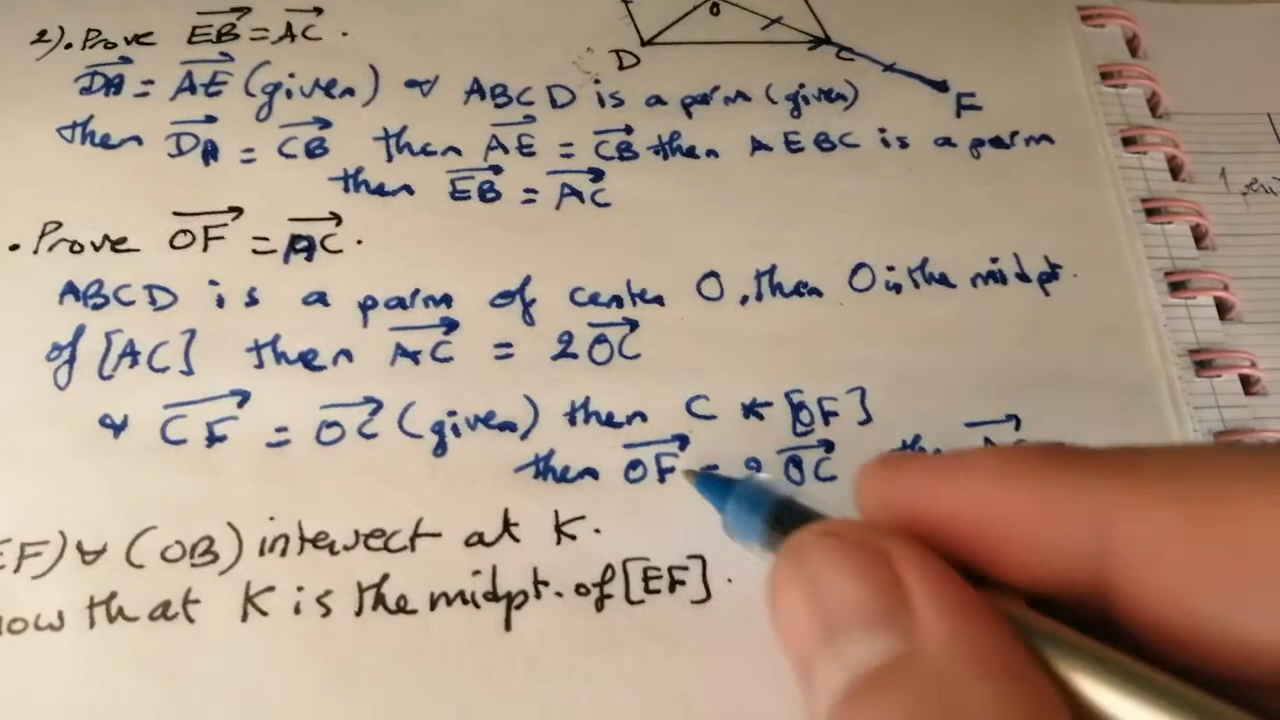 2). Prove EB = AC.
O
D
C
F
DA = AE (given) & ABCD is a parm (given)
then DA = CB then AE = CB then AEBC is a parm
then EB = AC
. Prove OF = AC.
ABCD is a parm of center O, then O is the midpt.
of [AC] then AC = 2OC
& CF = OC (given) then C * [OF]
then OF = 2 OC
F) & (OB) intersect at K.
that K is the midpt. of [EF].